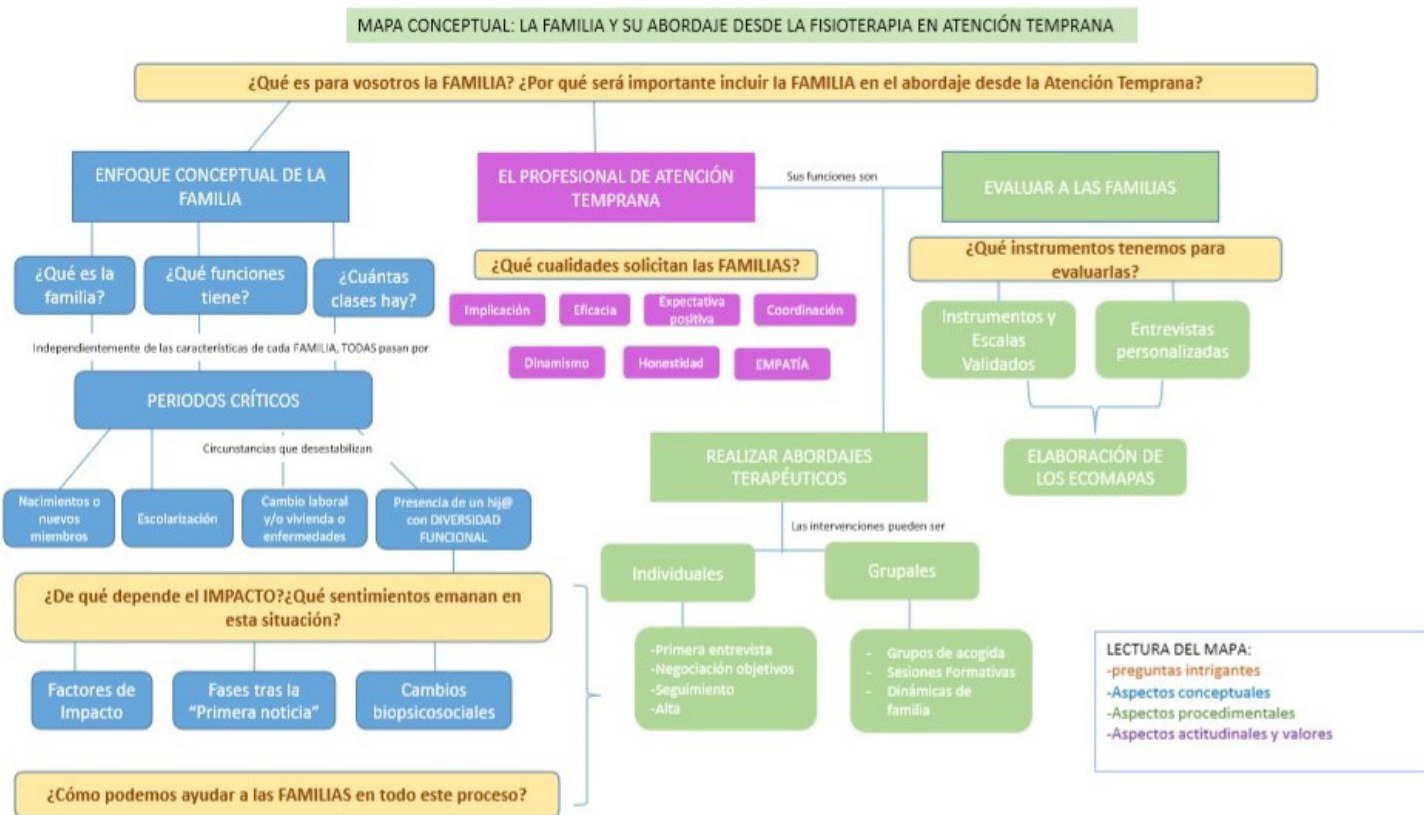 MAPA CONCEPTUAL: LA FAMILIA Y SU ABORDAJE DESDE LA FISIOTERAPIA EN ATENCIÓN TEMPRANA
¿Qué es para vosotros la FAMILIA? ¿Por qué será importante incluir la FAMILIA en el abordaje desde la Atención Temprana?
ENFOQUE CONCEPTUAL DE LA
FAMILIA
¿Qué es la
familia?
¿Qué funciones
tiene?
¿Cuántas
clases hay?
Independientemente de las características de cada FAMILIA, TODAS pasan por
PERIODOS CRÍTICOS
Circunstancias que desestabilizan
Nacimientos o
nuevos
miembros
Escolarización
Cambio laboral
y/o vivienda o
enfermedades
Presencia de un hij@
con DIVERSIDAD
FUNCIONAL
¿De qué depende el IMPACTO?¿Qué sentimientos emanan en
esta situación?
Factores de
Impacto
Fases tras la
“Primera noticia”
Cambios
biopsicosociales
¿Cómo podemos ayudar a las FAMILIAS en todo este proceso?
EL PROFESIONAL DE ATENCIÓN
TEMPRANA
¿Qué cualidades solicitan las FAMILIAS?
Implicación
Eficacia
Expectativa
positiva
Coordinación
Dinamismo
Honestidad
EMPATÍA
Sus funciones son
EVALUAR A LAS FAMILIAS
¿Qué instrumentos tenemos para
evaluarlas?
Instrumentos y
Escalas
Validados
Entrevistas
personalizadas
ELABORACIÓN DE
LOS ECOMAPAS
REALIZAR ABORDAJES
TERAPÉUTICOS
Las intervenciones pueden ser
Individuales
Grupales
-Primera entrevista
-Negociación objetivos
-Seguimiento
-Alta
- Grupos de acogida
- Sesiones Formativas
- Dinámicas de
familia
LECTURA DEL MAPA:
-preguntas intrigantes
-Aspectos conceptuales
-Aspectos procedimentales
-Aspectos actitudinales y valores